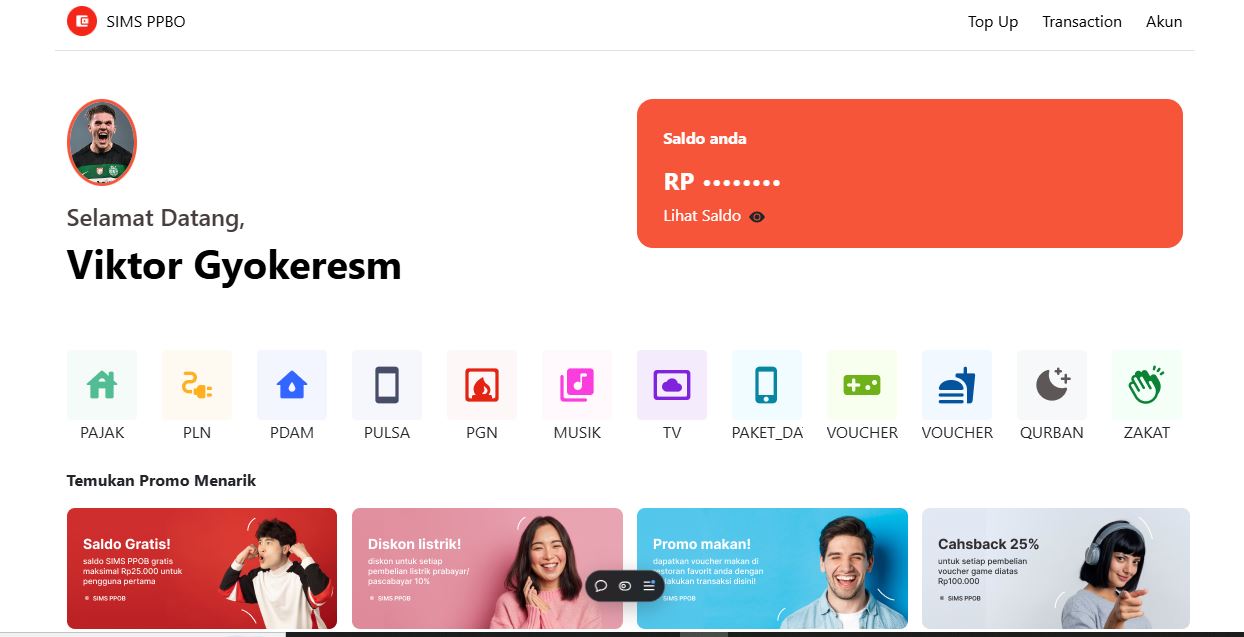 SIMS PPBO
Top Up
Transaction
Akun
Selamat Datang,
Viktor Gyokeresm
Saldo anda
RP ••••••••
Lihat Saldo
PAJAK
PLN
PDAM
PULSA
PGN
MUSIK
TV
PAKET_DA
VOUCHER
VOUCHER
QURBAN
ZAKAT
Temukan Promo Menarik
Saldo Gratis!
saldo SIMS PPOB gratis
maksimal Rp25.000 untuk
pengguna pertama
SIMS PPOB
Diskon listrik!
diskon untuk setiap
pembelian listrik prabayar/
pascabayar 10%
SIMS PPOB
Promo makan!
dapatkan voucher makan di
restoran favorit anda dengan
lakukan transaksi disini!
SIMS PPOB
Cahsback 25%
untuk setiap pembelian
voucher game diatas
Rp100.000
SIMS PPOB